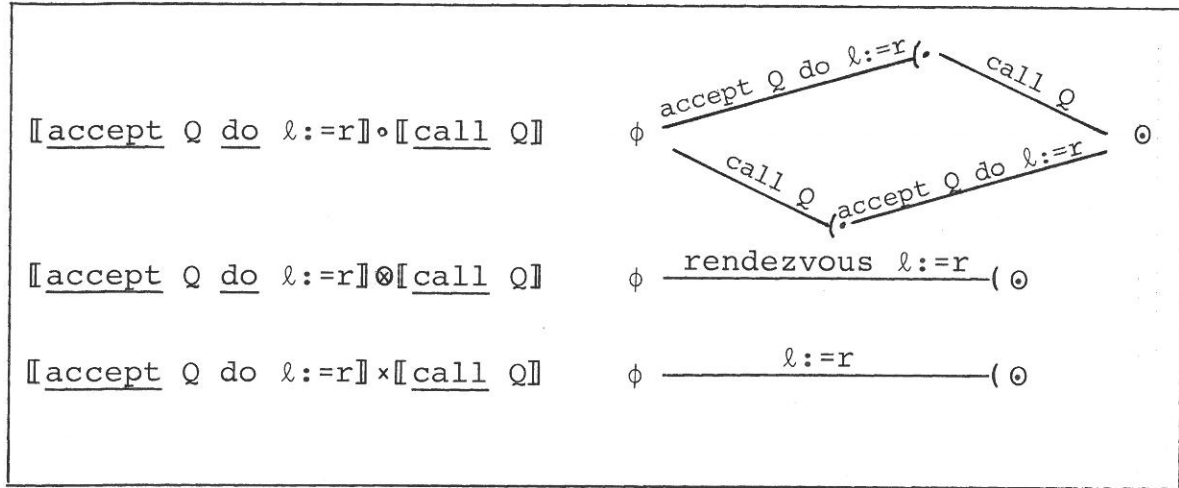 accept Q do ℓ:=r
call Q
⟦accept Q do ℓ:=r⟧∘⟦call Q⟧ ϕ ⊙
call Q
accept Q do ℓ:=r
⟦accept Q do ℓ:=r⟧⊗⟦call Q⟧ ϕ rendezvous ℓ:=r ( ⊙
⟦accept Q do ℓ:=r⟧×⟦call Q⟧ ϕ ℓ:=r ( ⊙